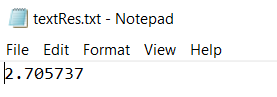 textRes.txt - Notepad
File Edit Format View Help
2.705737